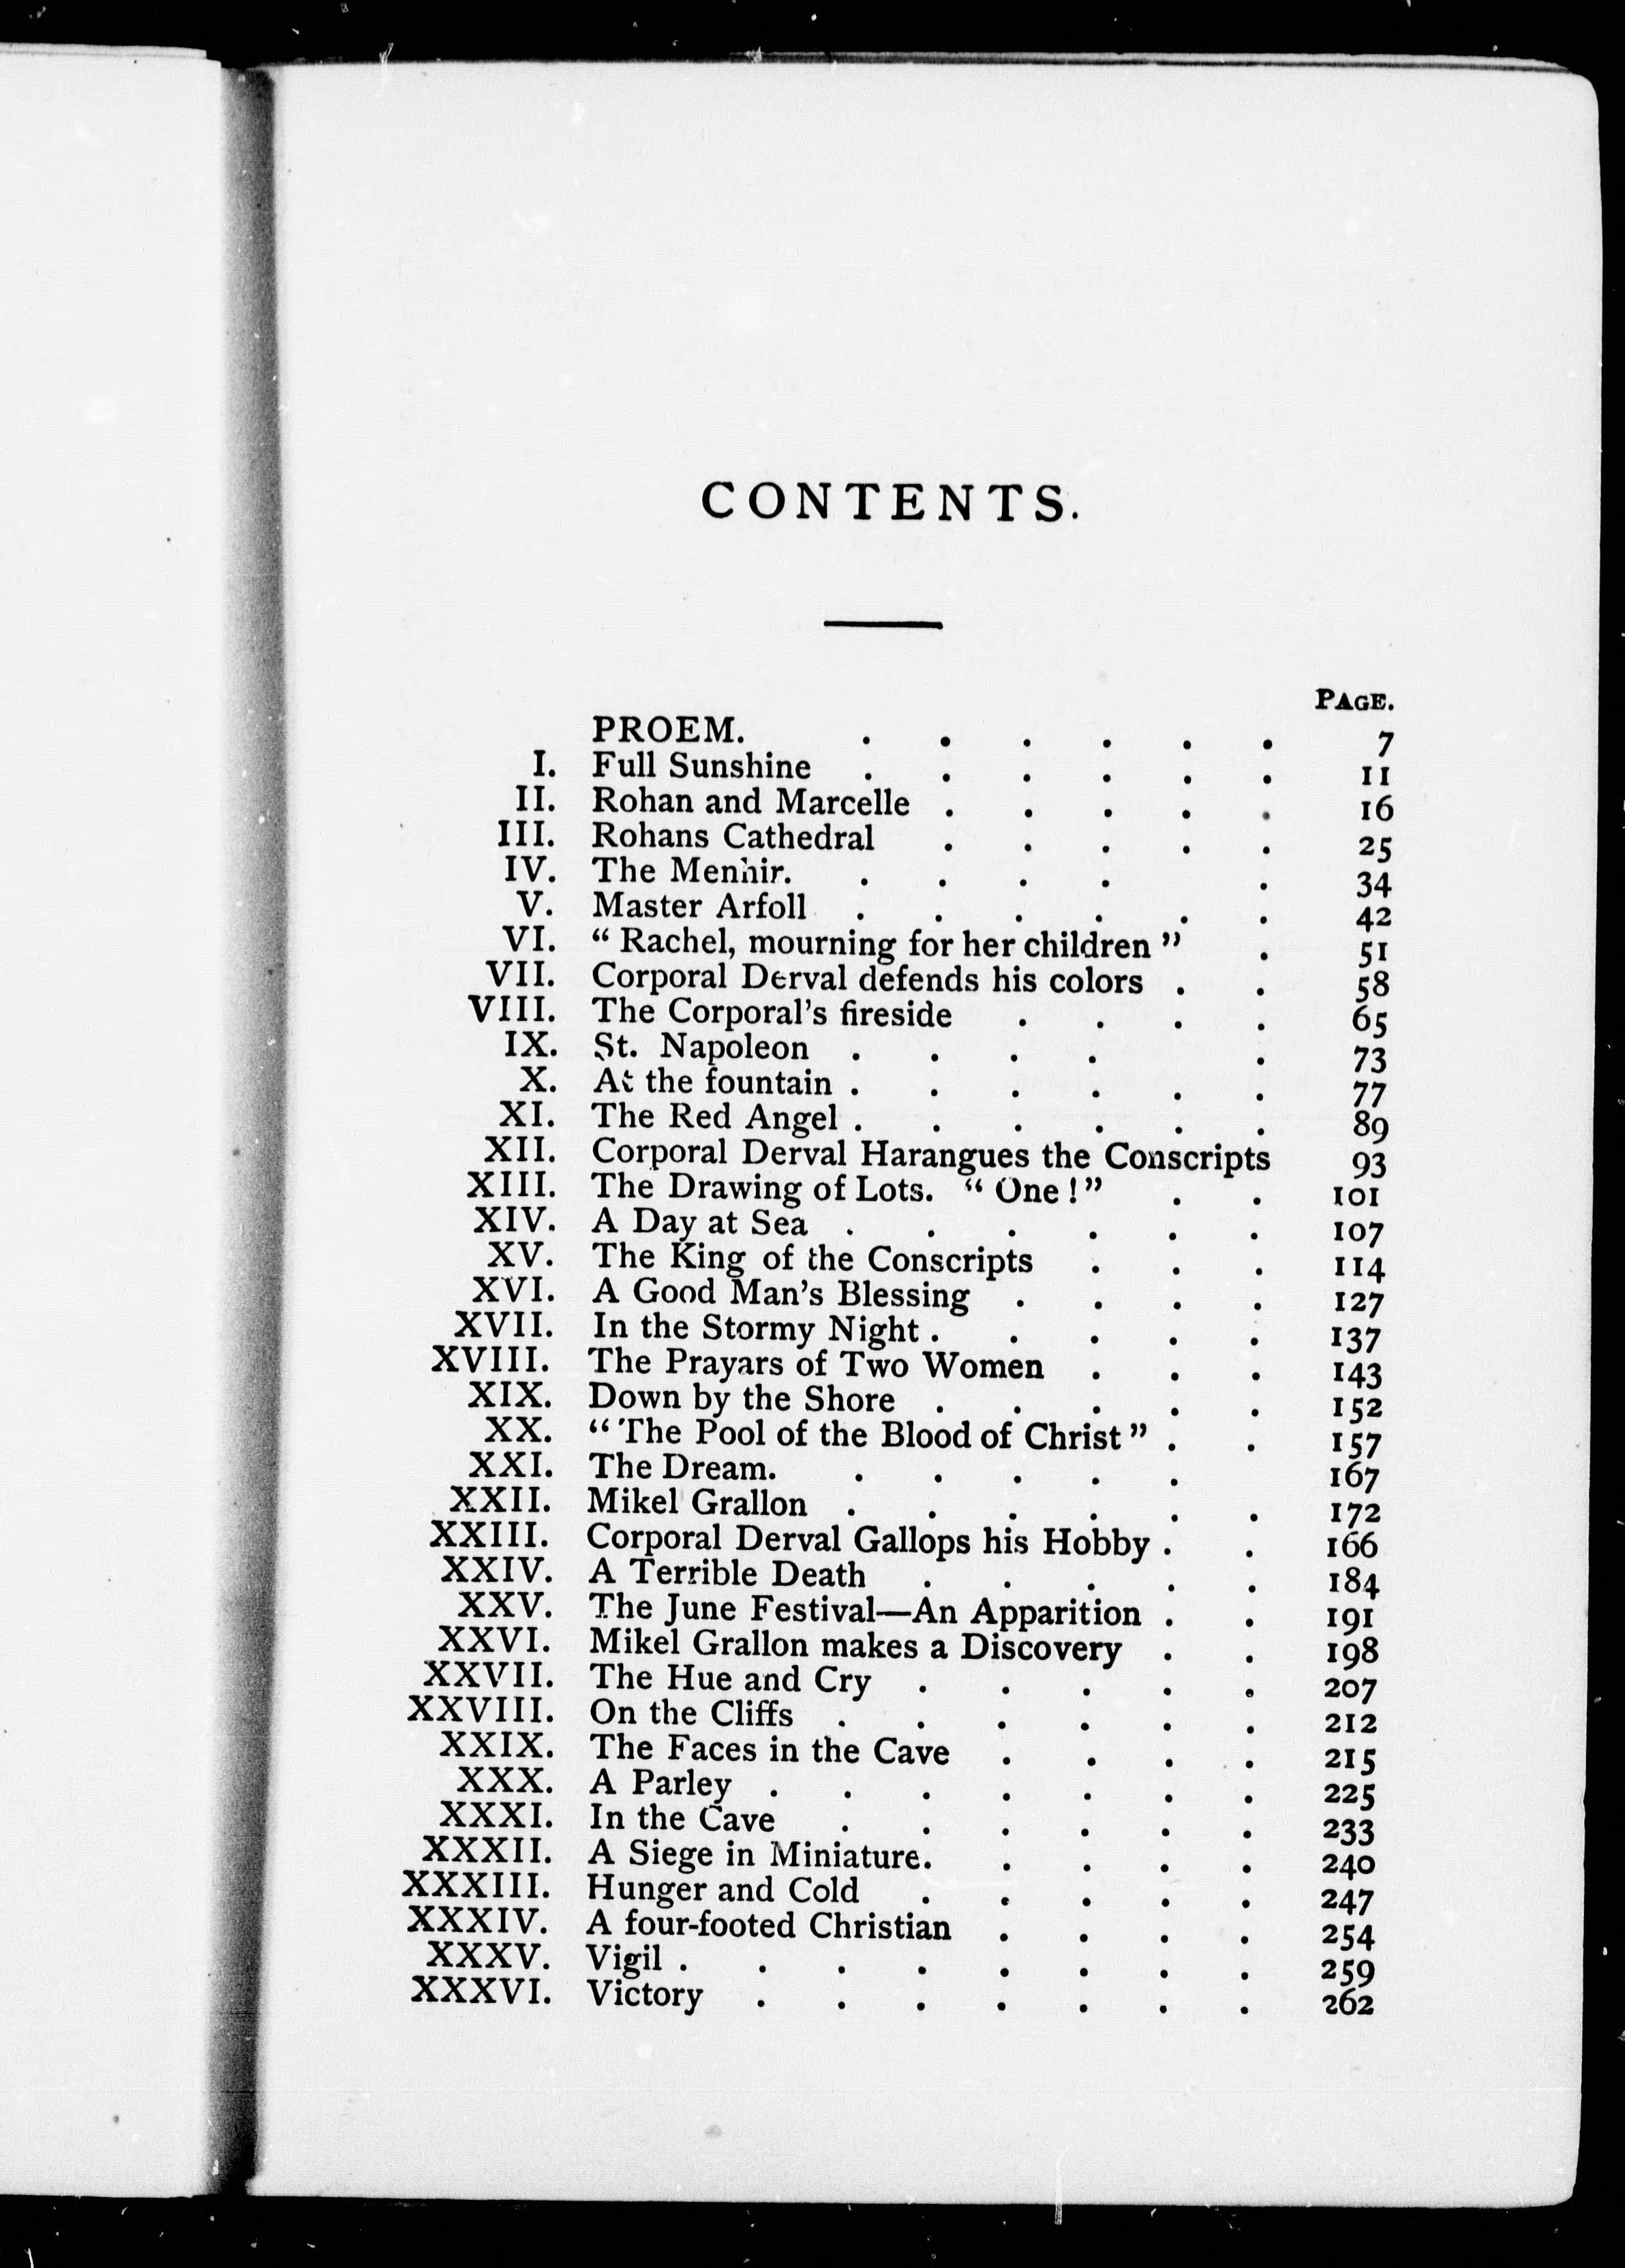 CONTENTS.
PAGE.
PROEM. . . . . . . 7
I. Full Sunshine . . . . . . 11
II. Rohan and Marcelle . . . . . 16
III. Rohans Cathedral . . . . . 25
IV. The Menhir. . . . . . 34
V. Master Arfoll . . . . . . 42
VI. “ Rachel, mourning for her children ” . 51
VII. Corporal Derval defends his colors . . 58
VIII. The Corporal's fireside . . . . 65
IX. St. Napoleon . . . . . 73
X. At the fountain . . . . . . 77
XI. The Red Angel . . . . . . 89
XII. Corporal Derval Harangues the Conscripts 93
XIII. The Drawing of Lots. “ One ! ” . . 101
XIV. A Day at Sea . . . . . . 107
XV. The King of the Conscripts . . . 114
XVI. A Good Man's Blessing . . . . 127
XVII. In the Stormy Night . . . . . 137
XVIII. The Prayars of Two Women . . . 143
XIX. Down by the Shore . . . . . 152
XX. “ The Pool of the Blood of Christ ” . . 157
XXI. The Dream. . . . . . 167
XXII. Mikel Grallon . . . . . . 172
XXIII. Corporal Derval Gallops his Hobby . . 166
XXIV. A Terrible Death . . . . . 184
XXV. The June Festival—An Apparition . . 191
XXVI. Mikel Grallon makes a Discovery . . 198
XXVII. The Hue and Cry . . . . . 207
XXVIII. On the Cliffs . . . . . . 212
XXIX. The Faces in the Cave . . . . 215
XXX. A Parley . . . . . . . 225
XXXI. In the Cave . . . . . . 233
XXXII. A Siege in Miniature. . . . . 240
XXXIII. Hunger and Cold . . . . . 247
XXXIV. A four-footed Christian . . . . 254
XXXV. Vigil . . . . . . . . 259
XXXVI. Victory . . . . . . . 262